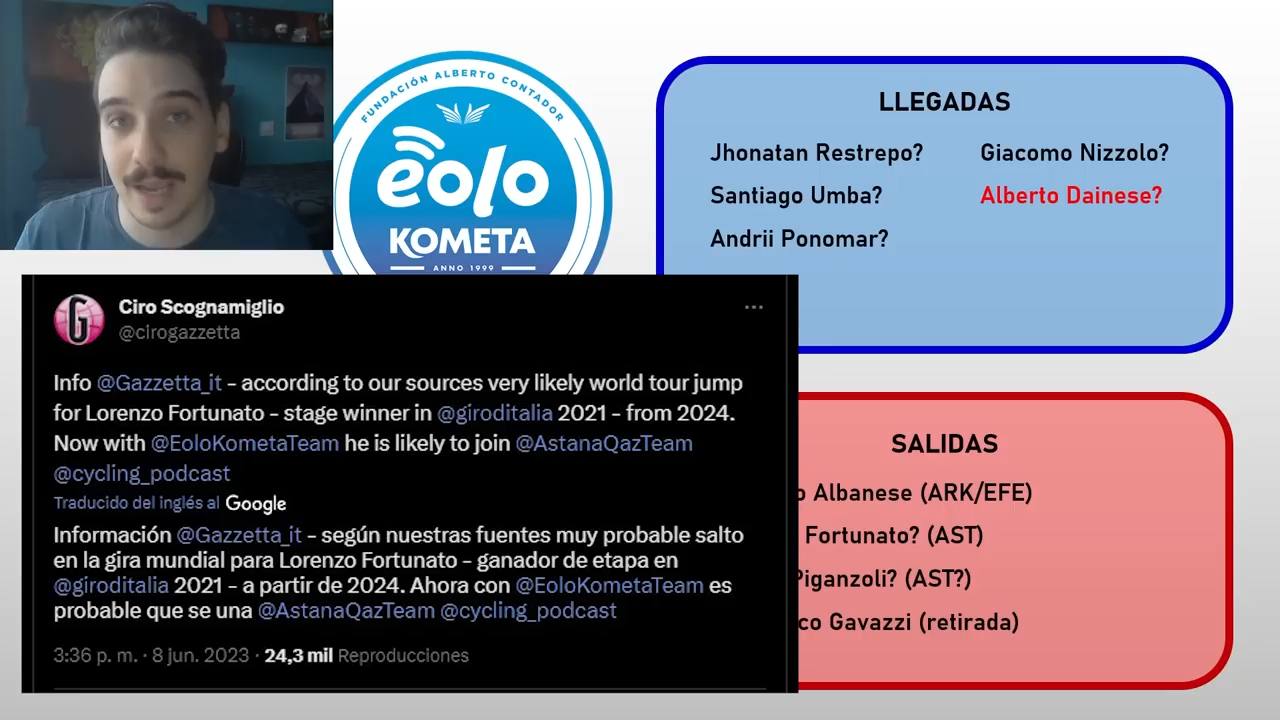 FUNDACIÓN ALBERTO CONTADOR
eolo
KOMETA
ANNO 1999
LLEGADAS
Jhonatan Restrepo?
Giacomo Nizzolo?
Santiago Umba?
Alberto Dainese?
Andrii Ponomar?
Ciro Scognamiglio
@cirogazzetta
Info @Gazzetta_it - according to our sources very likely world tour jump
for Lorenzo Fortunato - stage winner in @giroditalia 2021 - from 2024.
Now with @EoloKometaTeam he is likely to join @AstanaQazTeam
@cycling_podcast
Traducido del inglés al Google
Información @Gazzetta_it - según nuestras fuentes muy probable salto
en la gira mundial para Lorenzo Fortunato - ganador de etapa en
@giroditalia 2021 - a partir de 2024. Ahora con @EoloKometaTeam es
probable que se una @AstanaQazTeam @cycling_podcast
3:36 p. m. · 8 jun. 2023 · 24,3 mil Reproducciones
SALIDAS
o Albanese (ARK/EFE)
Fortunato? (AST)
Piganzoli? (AST?)
co Gavazzi (retirada)